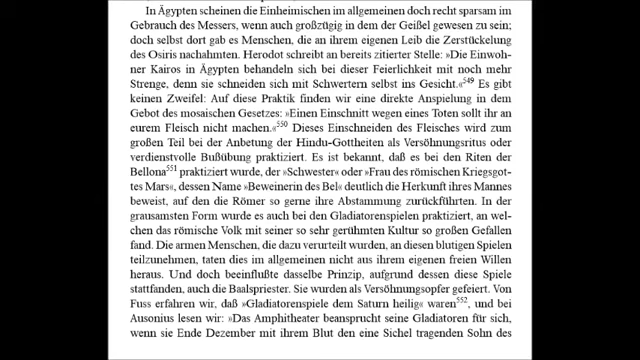 In Ägypten scheinen die Einheimischen im allgemeinen doch recht sparsam im
Gebrauch des Messers, wenn auch großzügig in dem der Geißel gewesen zu sein;
doch selbst dort gab es Menschen, die an ihrem eigenen Leib die Zerstückelung
des Osiris nachahmten. Herodot schreibt an bereits zitierter Stelle: »Die Einwoh-
ner Kairos in Ägypten behandeln sich bei dieser Feierlichkeit mit noch mehr
Strenge, denn sie schneiden sich mit Schwertern selbst ins Gesicht.«549 Es gibt
keinen Zweifel: Auf diese Praktik finden wir eine direkte Anspielung in dem
Gebot des mosaischen Gesetzes: »Einen Einschnitt wegen eines Toten sollt ihr an
eurem Fleisch nicht machen.«550 Dieses Einschneiden des Fleisches wird zum
großen Teil bei der Anbetung der Hindu-Gottheiten als Versöhnungsritus oder
verdienstvolle Bußübung praktiziert. Es ist bekannt, daß es bei den Riten der
Bellona551 praktiziert wurde, der »Schwester« oder »Frau des römischen Kriegsgot-
tes Mars«, dessen Name »Beweinerin des Bel« deutlich die Herkunft ihres Mannes
beweist, auf den die Römer so gerne ihre Abstammung zurückführten. In der
grausamsten Form wurde es auch bei den Gladiatorenspielen praktiziert, an wel-
chen das römische Volk mit seiner so sehr gerühmten Kultur so großen Gefallen
fand. Die armen Menschen, die dazu verurteilt wurden, an diesen blutigen Spielen
teilzunehmen, taten dies im allgemeinen nicht aus ihrem eigenen freien Willen
heraus. Und doch beeinflußte dasselbe Prinzip, aufgrund dessen diese Spiele
stattfanden, auch die Baalspriester. Sie wurden als Versöhnungsopfer gefeiert. Von
Fuss erfahren wir, daß »Gladiatorenspiele dem Saturn heilig« waren552, und bei
Ausonius lesen wir: »Das Amphitheater beansprucht seine Gladiatoren für sich,
wenn sie Ende Dezember mit ihrem Blut den eine Sichel tragenden Sohn des